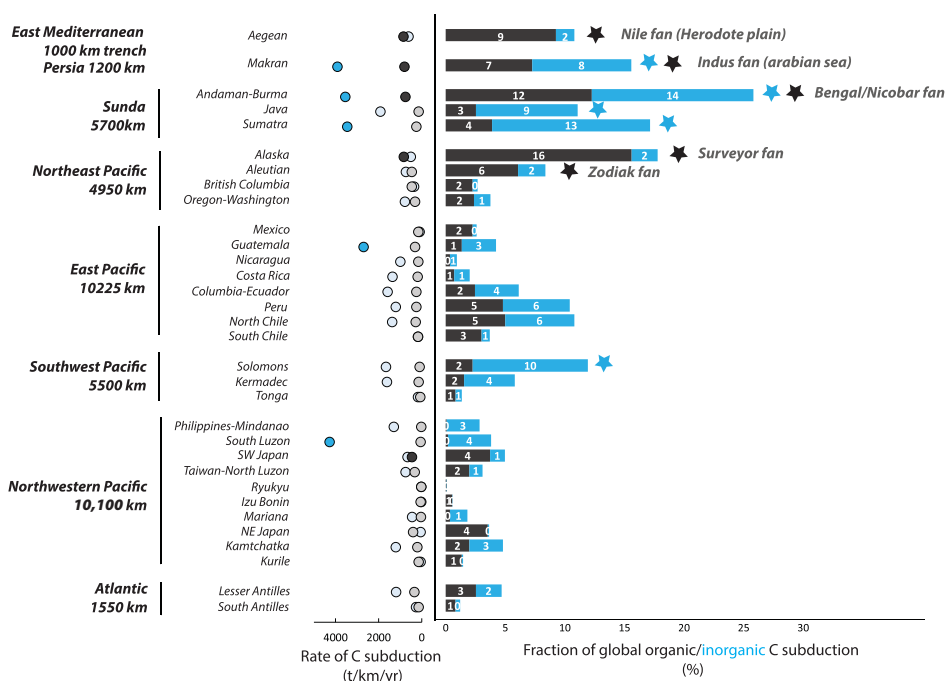 East Mediterranean
1000 km trench
Persia 1200 km
Aegean 9 2 Nile fan (Herodote plain)
Makran 7 8 Indus fan (arabian sea)
Sunda
5700km
Andaman-Burma 12 14 Bengal/Nicobar fan
Java 3 9
Sumatra 4 13
Northeast Pacific
4950 km
Alaska 16 2 Surveyor fan
Aleutian 6 2 Zodiak fan
British Columbia 2 0
Oregon-Washington 2 1
East Pacific
10225 km
Mexico 2 0
Guatemala 1 3
Nicaragua 0 1
Costa Rica 1 1
Columbia-Ecuador 2 4
Peru 5 6
North Chile 5 6
South Chile 3 1
Southwest Pacific
5500 km
Solomons 2 10
Kermadec 2 4
Tonga 1 1
Northwestern Pacific
10,100 km
Philippines-Mindanao 0 3
South Luzon 0 4
SW Japan 4 1
Taiwan-North Luzon 2 1
Ryukyu
Izu Bonin 1
Mariana 0 1
NE Japan 4 0
Kamtchatka 2 3
Kurile 1 0
Atlantic
1550 km
Lesser Antilles 3 2
South Antilles 1 0
4000 2000 0
Rate of C subduction
(t/km/yr)
0 5 10 15 20 25 30
Fraction of global organic/inorganic C subduction
(%)